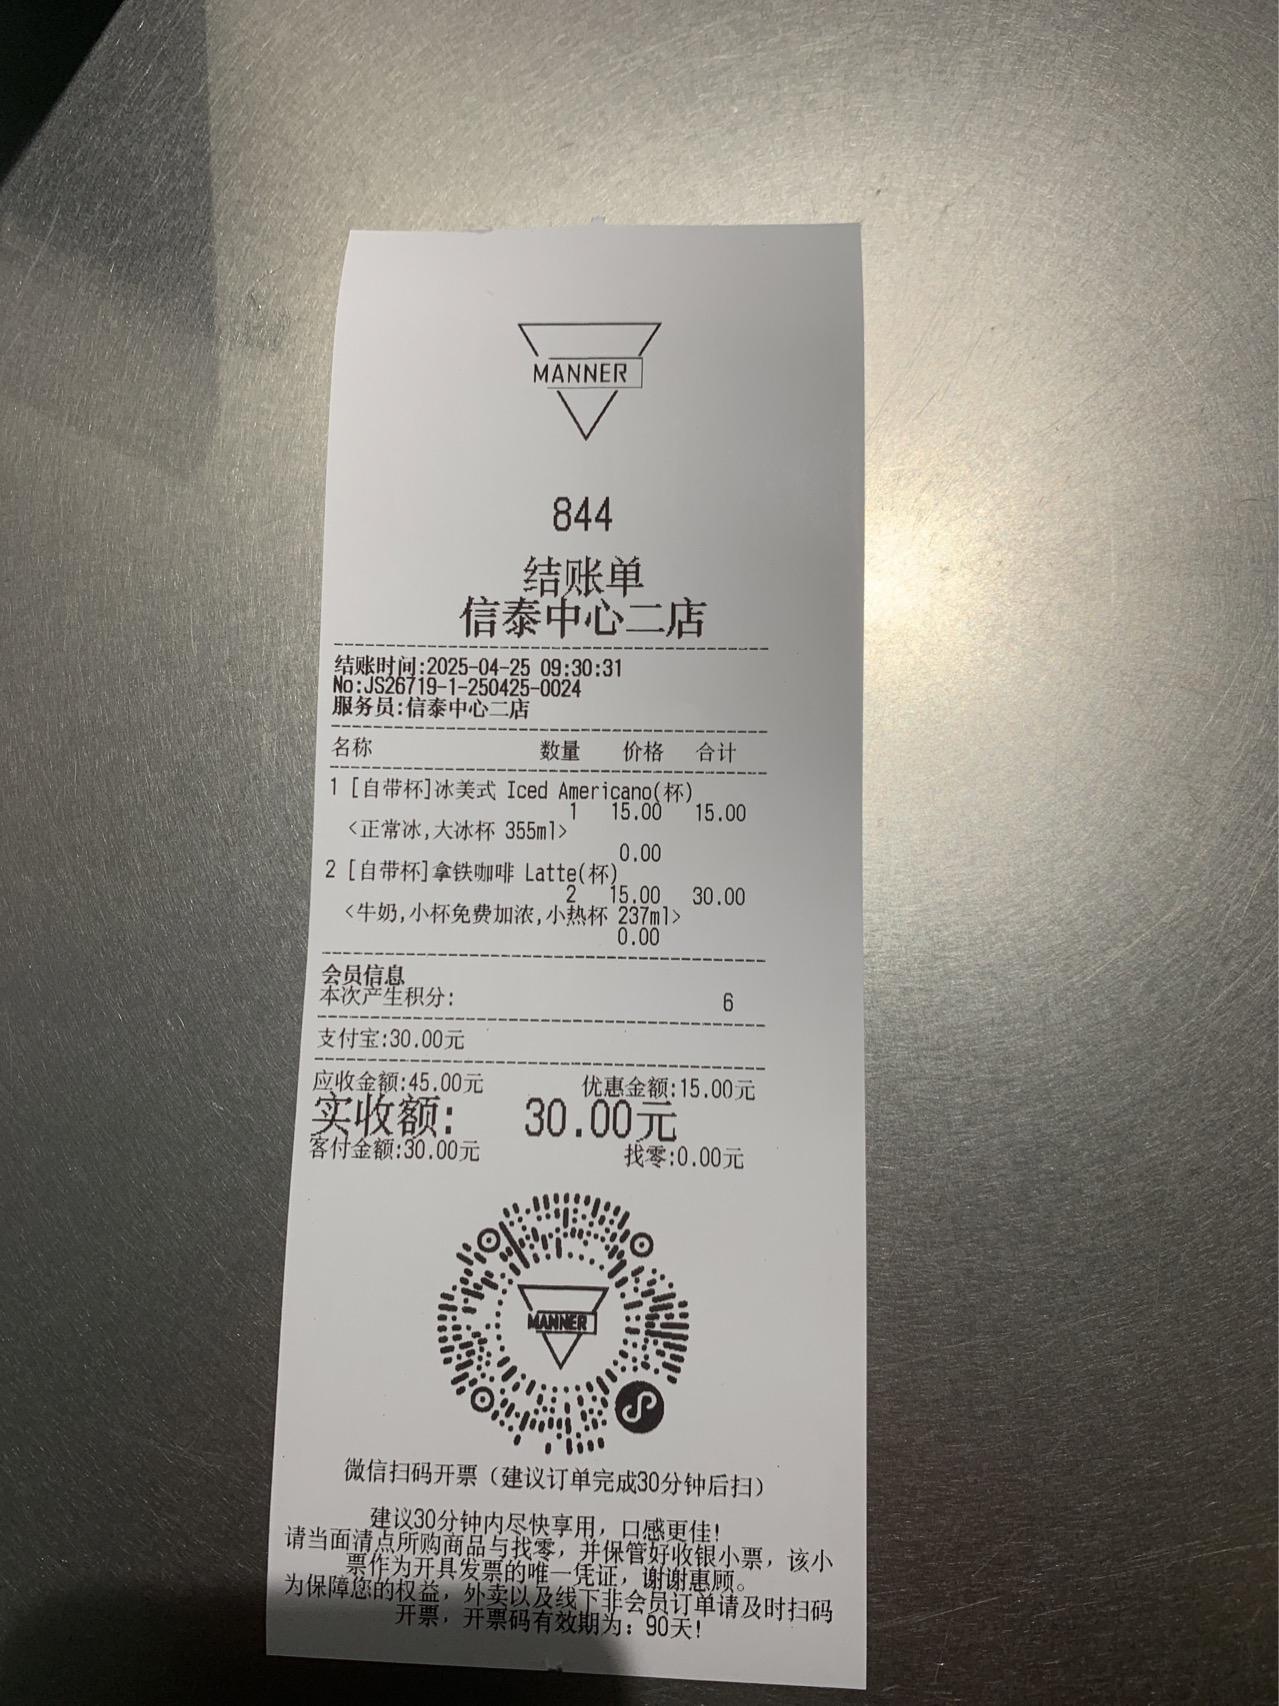 MANNER
844
结账单
信泰中心二店
结账时间:2025-04-25 09:30:31
No:JS26719-1-250425-0024
服务员:信泰中心二店
名称 数量 价格 合计
1 [自带杯]冰美式 Iced Americano(杯)
1 15.00 15.00
<正常冰,大冰杯 355ml>
0.00
2 [自带杯]拿铁咖啡 Latte(杯)
2 15.00 30.00
<牛奶,小杯免费加浓,小热杯 237ml>
0.00
会员信息
本次产生积分: 6
支付宝:30.00元
应收金额:45.00元 优惠金额:15.00元
实收额: 30.00元
客付金额:30.00元 找零:0.00元
MANNER
微信扫码开票（建议订单完成30分钟后扫）
建议30分钟内尽快享用，口感更佳!
请当面清点所购商品与找零，并保管好收银小票，该小
票作为开具发票的唯一凭证，谢谢惠顾。
为保障您的权益，外卖以及线下非会员订单请及时扫码
开票，开票码有效期为：90天!